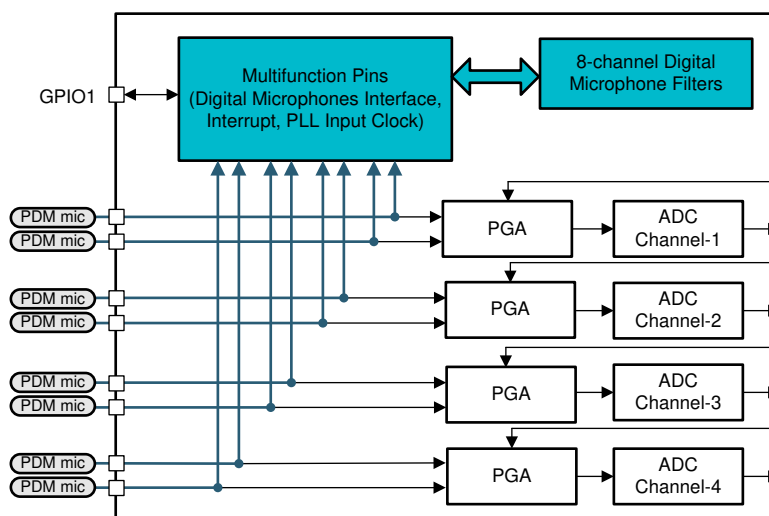 Multifunction Pins
(Digital Microphones Interface,
Interrupt, PLL Input Clock)
8-channel Digital
Microphone Filters
GPIO1
PDM mic
PDM mic
PGA
ADC
Channel-1
PDM mic
PDM mic
PGA
ADC
Channel-2
PDM mic
PDM mic
PGA
ADC
Channel-3
PDM mic
PDM mic
PGA
ADC
Channel-4